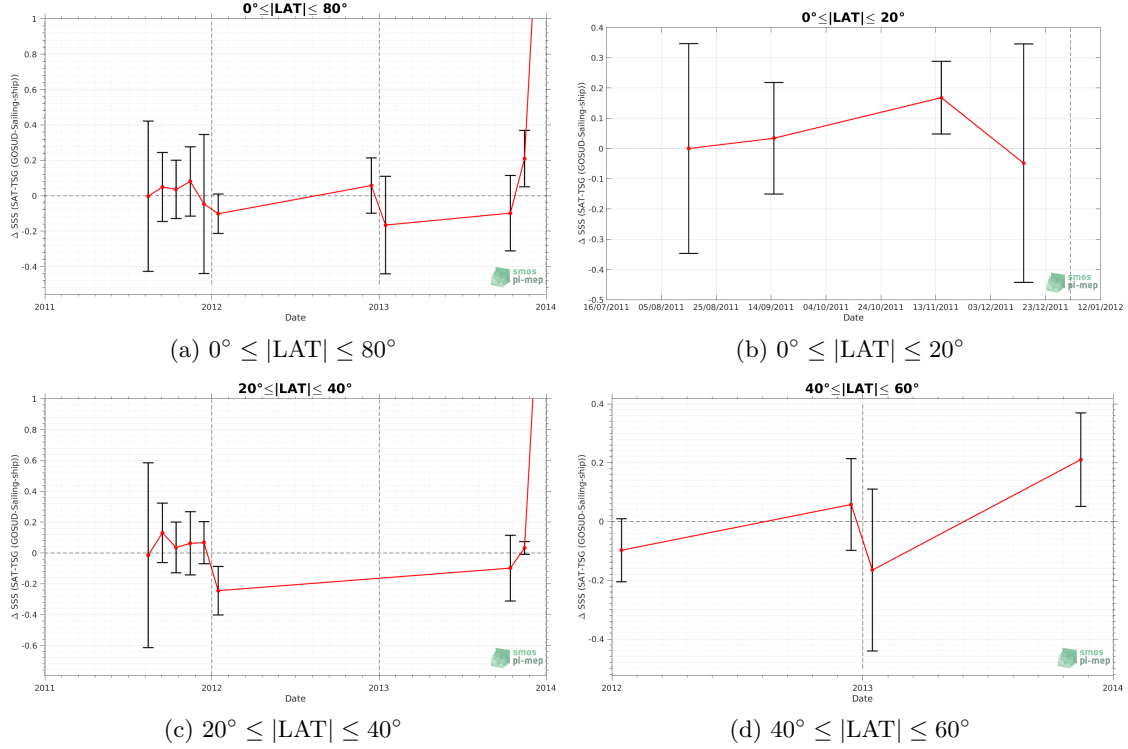 0°≤|LAT|≤ 80°
1
0.8
0.6
0.4
0.2
0
-0.2
-0.4
Δ SSS (SAT-TSG (GOSUD-Sailing-ship))
2011
2012
2013
2014
Date
smos
pi-mep
(a) 0° ≤ |LAT| ≤ 80°
0°≤|LAT|≤ 20°
0.4
0.3
0.2
0.1
0
-0.1
-0.2
-0.3
-0.4
-0.5
Δ SSS (SAT-TSG (GOSUD-Sailing-ship))
16/07/2011
05/08/2011
25/08/2011
14/09/2011
04/10/2011
24/10/2011
13/11/2011
03/12/2011
23/12/2011
12/01/2012
Date
smos
pi-mep
(b) 0° ≤ |LAT| ≤ 20°
20°≤|LAT|≤ 40°
1
0.8
0.6
0.4
0.2
0
-0.2
-0.4
-0.6
Δ SSS (SAT-TSG (GOSUD-Sailing-ship))
2011
2012
2013
2014
Date
smos
pi-mep
(c) 20° ≤ |LAT| ≤ 40°
40°≤|LAT|≤ 60°
0.4
0.2
0
-0.2
-0.4
Δ SSS (SAT-TSG (GOSUD-Sailing-ship))
2012
2013
2014
Date
smos
pi-mep
(d) 40° ≤ |LAT| ≤ 60°